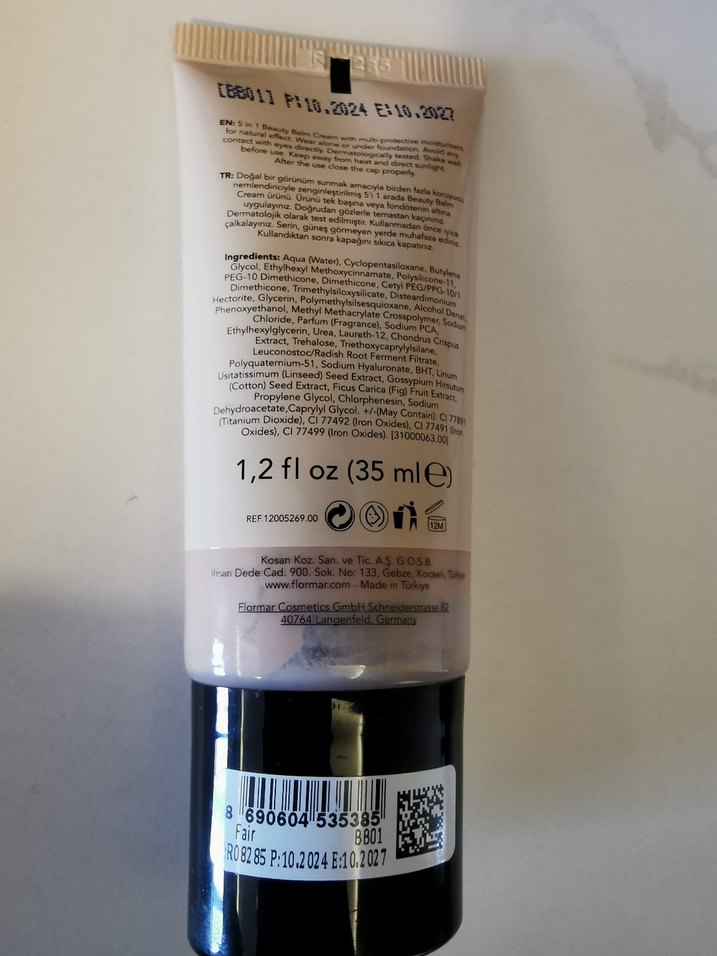 [BB01] P:10.2024 E:10.2027
EN: 5 in 1 Beauty Balm Cream with multi-protective moisturizers
for natural effect. Wear alone or under foundation. Avoid any
contact with eyes directly. Dermatologically tested. Shake well
before use. Keep away from heat and direct sunlight.
After the use close the cap properly.
TR: Doğal bir görünüm sunmak amacıyla birden fazla koruyucu
nemlendiriciyle zenginleştirilmiş 5'i 1 arada Beauty Balm
Cream ürünü. Ürünü tek başına veya fondötenin altına
uygulayınız. Doğrudan gözlerle temastan kaçınınız.
Dermatolojik olarak test edilmiştir. Kullanmadan önce iyice
çalkalayınız. Serin, güneş görmeyen yerde muhafaza ediniz.
Kullandıktan sonra kapağını sıkıca kapatınız.
Ingredients: Aqua (Water), Cyclopentasiloxane, Butylene
Glycol, Ethylhexyl Methoxycinnamate, Polysilicone-11,
PEG-10 Dimethicone, Dimethicone, Cetyl PEG/PPG-10/1
Dimethicone, Trimethylsiloxysilicate, Disteardimonium
Hectorite, Glycerin, Polymethylsilsesquioxane, Alcohol Denat.,
Phenoxyethanol, Methyl Methacrylate Crosspolymer, Sodium
Chloride, Parfum (Fragrance), Sodium PCA,
Ethylhexylglycerin, Urea, Laureth-12, Chondrus Crispus
Extract, Trehalose, Triethoxycaprylylsilane,
Leuconostoc/Radish Root Ferment Filtrate,
Polyquaternium-51, Sodium Hyaluronate, BHT, Linum
Usitatissimum (Linseed) Seed Extract, Gossypium Hirsutum
(Cotton) Seed Extract, Ficus Carica (Fig) Fruit Extract,
Propylene Glycol, Chlorphenesin, Sodium
Dehydroacetate,Caprylyl Glycol. +/-(May Contain): CI 77891
(Titanium Dioxide), CI 77492 (Iron Oxides), CI 77491 (Iron
Oxides), CI 77499 (Iron Oxides). [31000063.00]
1,2 fl oz (35 ml ℮)
REF.12005269.00
12M
Kosan Koz. San. ve Tic. A.Ş. G.O.S.B.
İhsan Dede Cad. 900. Sok. No: 133, Gebze, Kocaeli, Türkiye
www.flormar.com - Made in Türkiye
Flormar Cosmetics GmbH Schneiderstrasse 82
40764 Langenfeld, Germany
8 690604 535385
Fair BB01
R08285 P:10.2024 E:10.2027